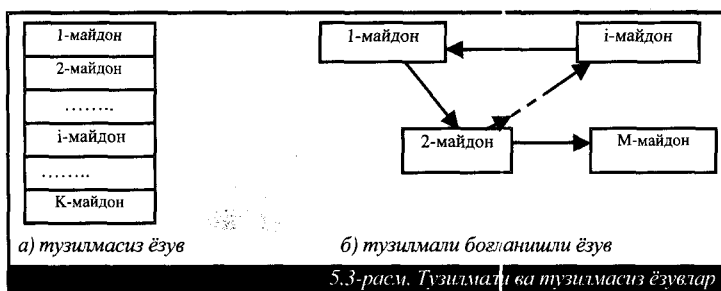 1-майдон
2-майдон
........
i-майдон
........
К-майдон
а) тузилмасиз ёзув
1-майдон
i-майдон
2-майдон
М-майдон
б) тузилмали боғланишли ёзув
5.3-расм. Тузилмали ва тузилмасиз ёзувлар